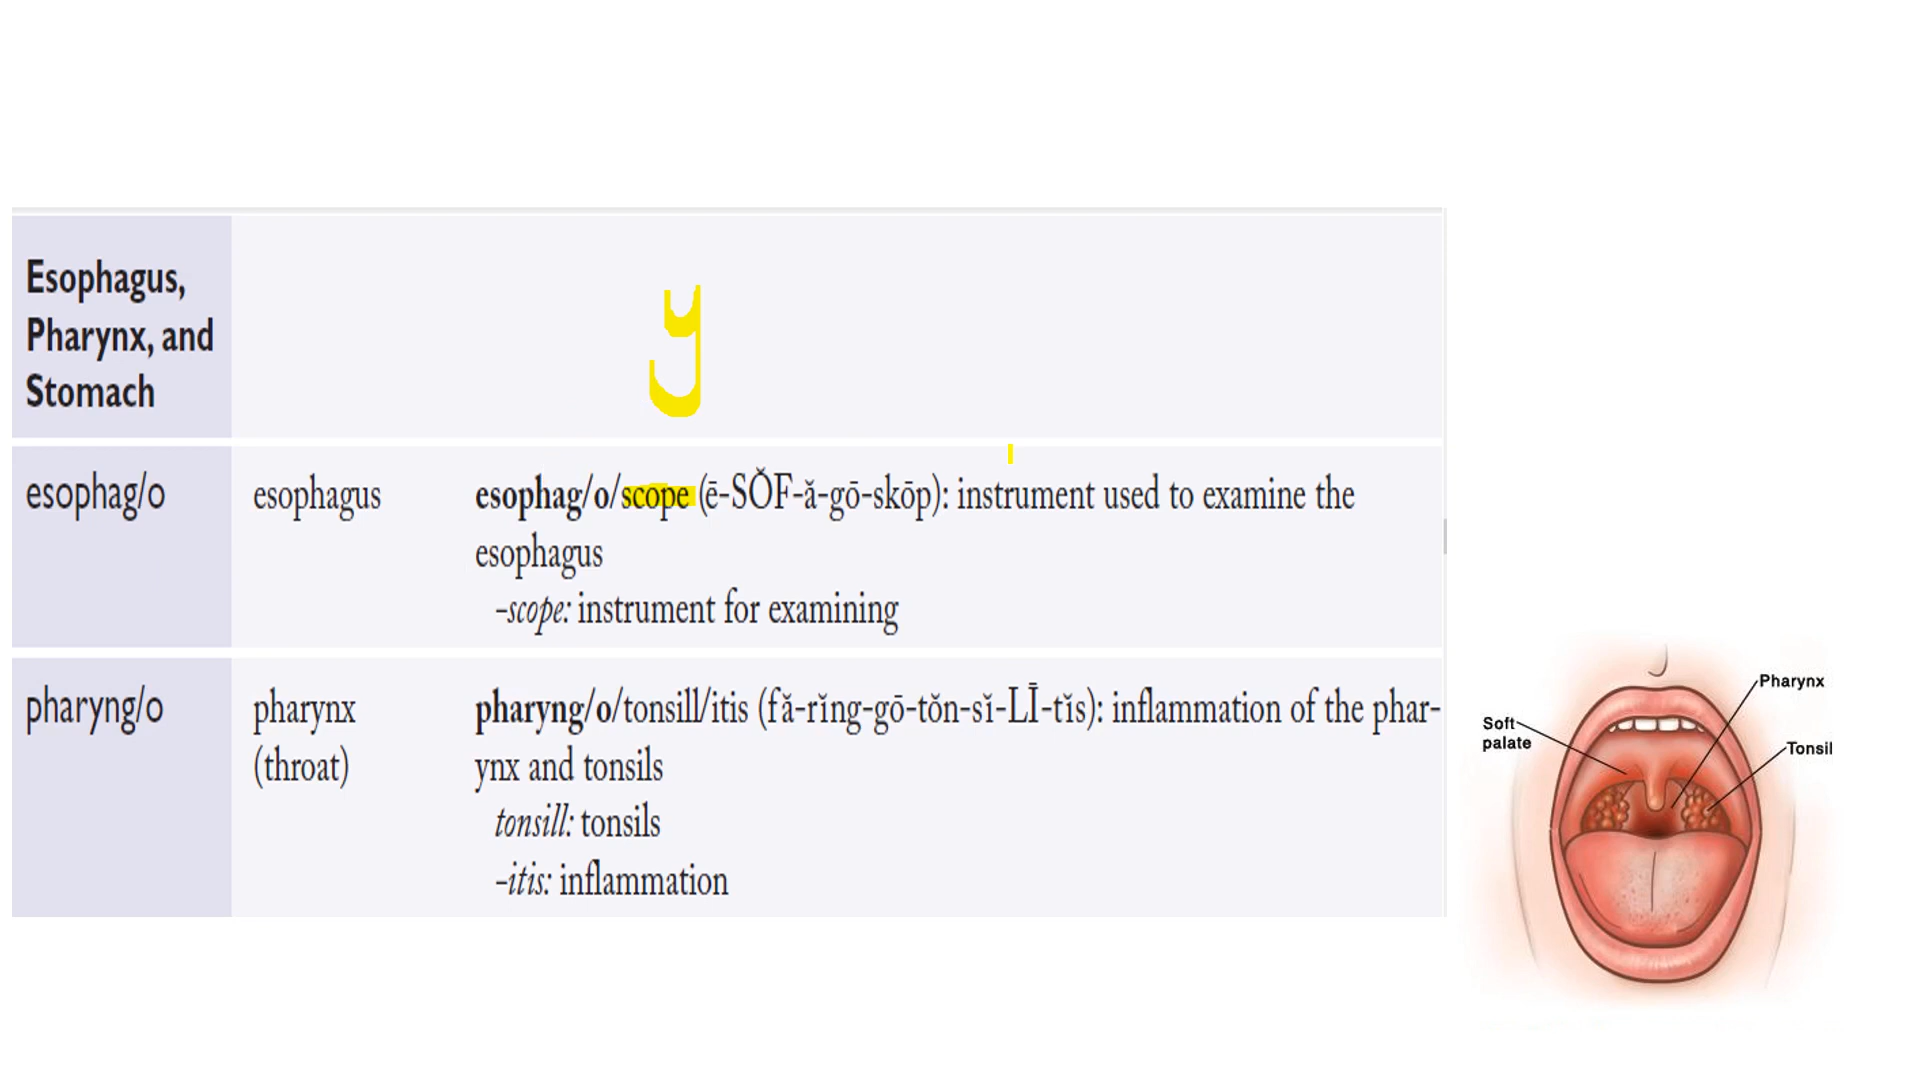 Esophagus,
Pharynx, and
Stomach
y
esophag/o
esophagus
esophag/o/scope (ē-SŎF-ă-gō-skōp): instrument used to examine the
esophagus
–scope: instrument for examining
pharyng/o
pharynx
(throat)
pharyng/o/tonsill/itis (fă-rĭng-gō-tŏn-sĭ-LĪ-tĭs): inflammation of the phar-
ynx and tonsils
tonsill: tonsils
–itis: inflammation
Pharynx
Soft
palate
Tonsil